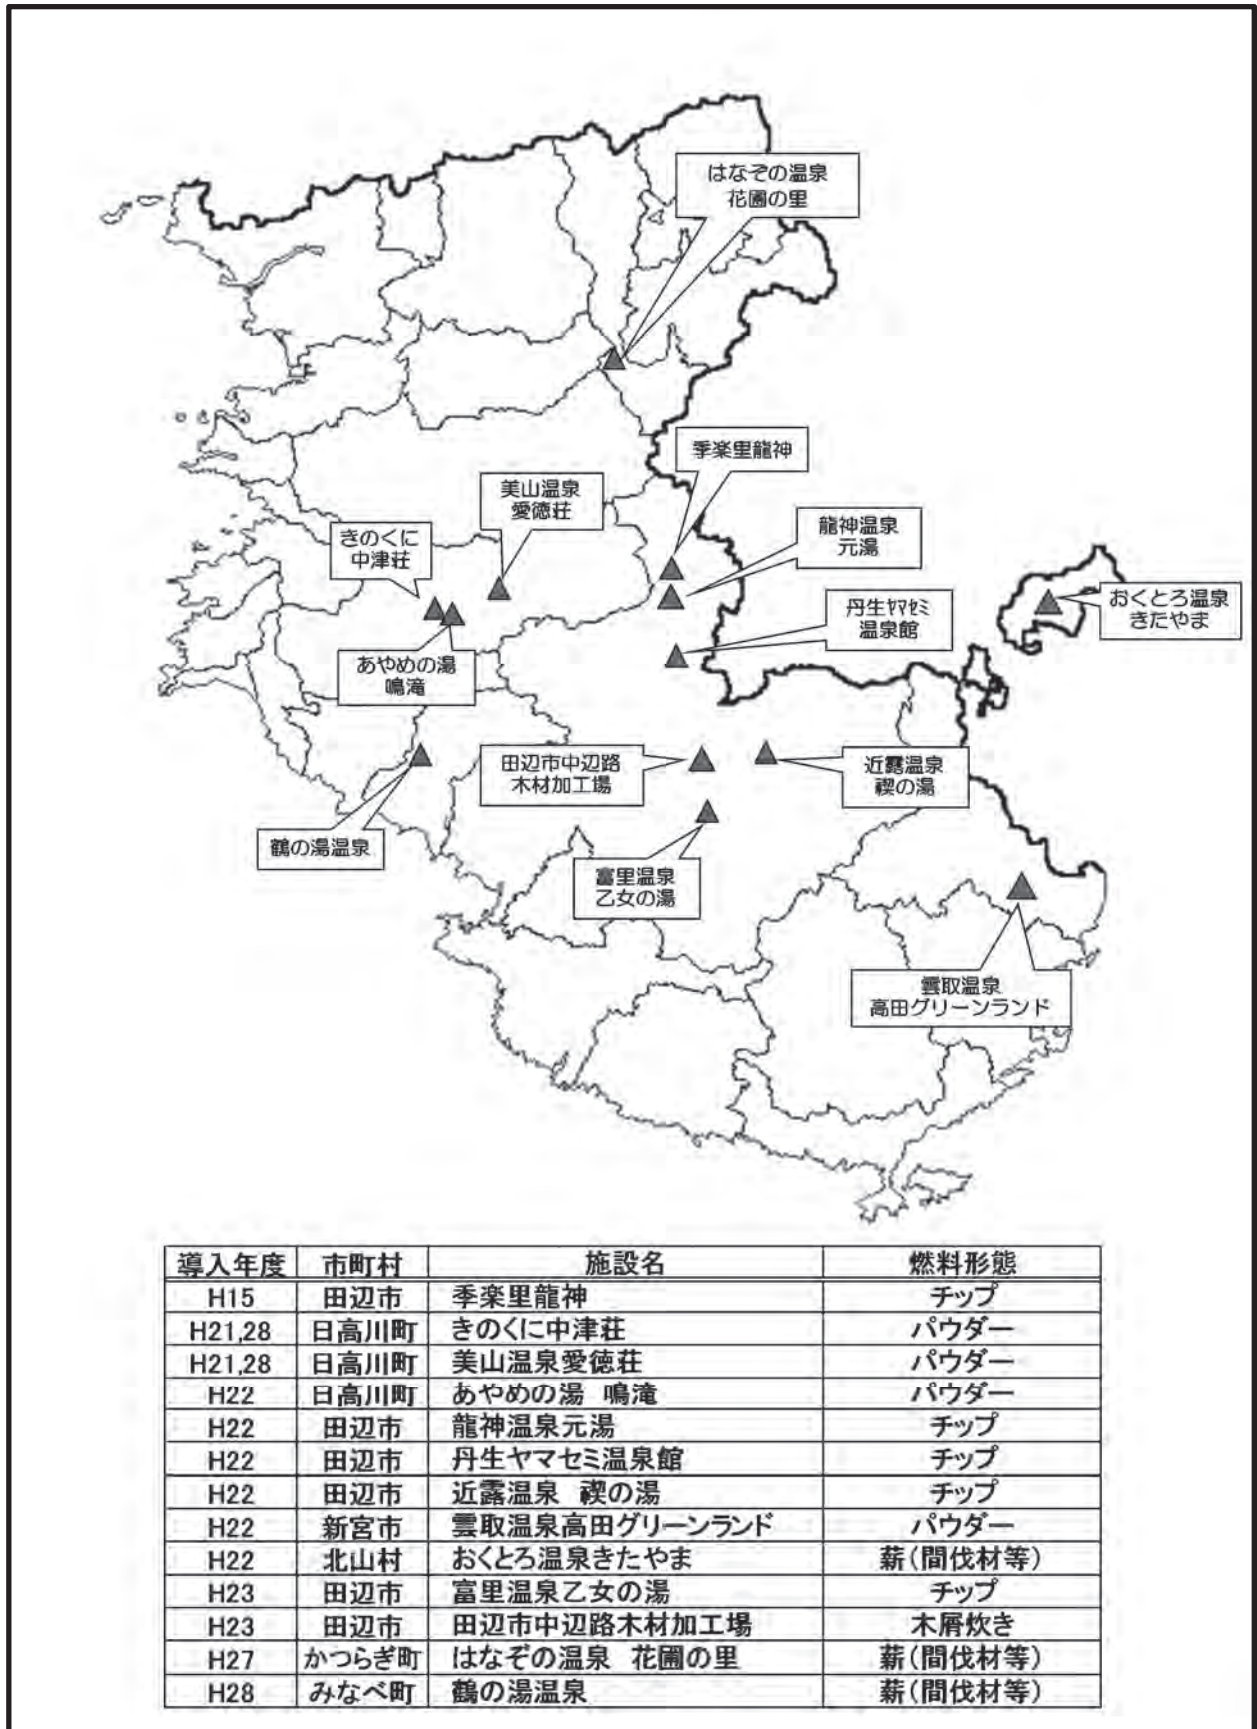 はなぞの温泉
花圃の里
季楽里龍神
美山温泉
愛徳荘
龍神温泉
元湯
きのくに
中津荘
おくとろ温泉
きたやま
丹生ﾔﾏｾﾐ
温泉館
あやめの湯
鳴滝
田辺市中辺路
木材加工場
近露温泉
禊の湯
鶴の湯温泉
富里温泉
乙女の湯
雲取温泉
高田グリーンランド
導入年度 市町村 施設名 燃料形態
H15 田辺市 季楽里龍神 チップ
H21,28 日高川町 きのくに中津荘 パウダー
H21,28 日高川町 美山温泉愛徳荘 パウダー
H22 日高川町 あやめの湯 鳴滝 パウダー
H22 田辺市 龍神温泉元湯 チップ
H22 田辺市 丹生ヤマセミ温泉館 チップ
H22 田辺市 近露温泉 禊の湯 チップ
H22 新宮市 雲取温泉高田グリーンランド パウダー
H22 北山村 おくとろ温泉きたやま 薪(間伐材等)
H23 田辺市 富里温泉乙女の湯 チップ
H23 田辺市 田辺市中辺路木材加工場 木屑炊き
H27 かつらぎ町 はなぞの温泉 花圃の里 薪(間伐材等)
H28 みなべ町 鶴の湯温泉 薪(間伐材等)